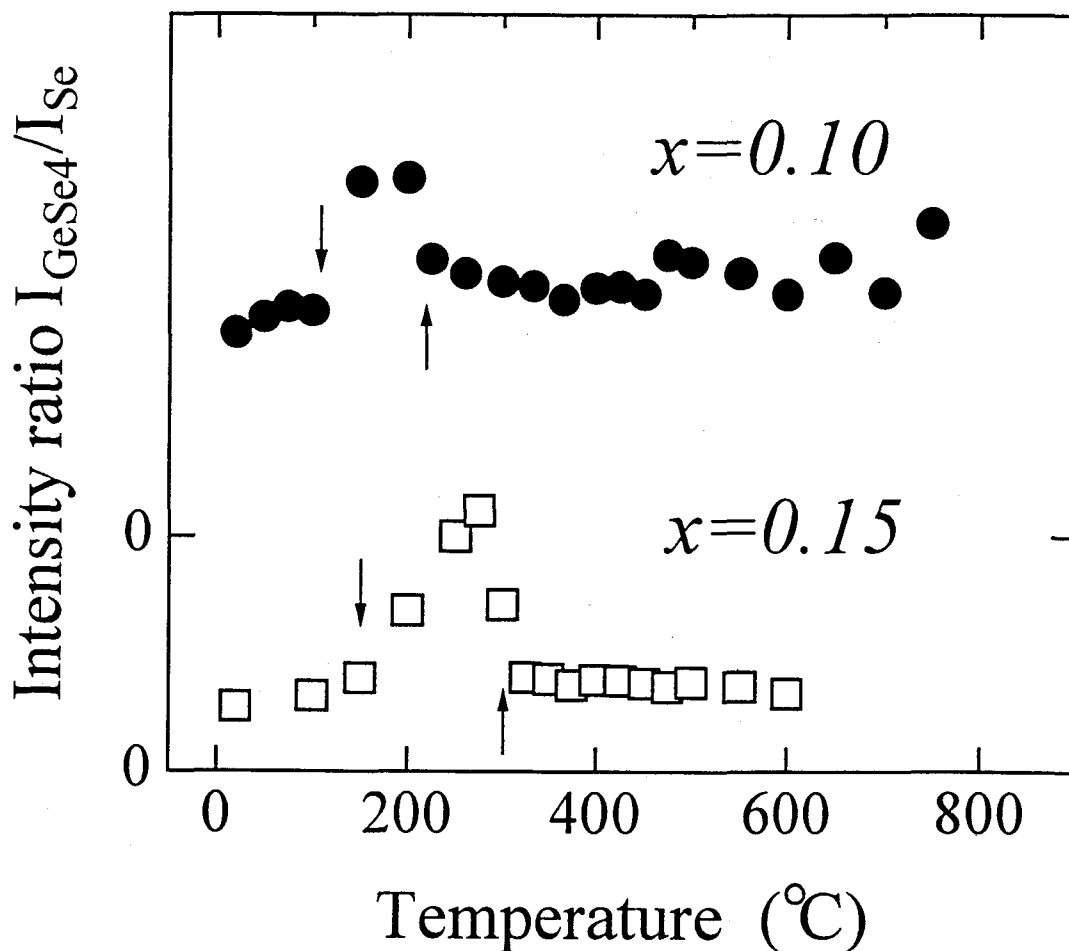 Intensity ratio I_GeSe4/I_Se
x=0.10
x=0.15
0
0
0 200 400 600 800
Temperature (℃)